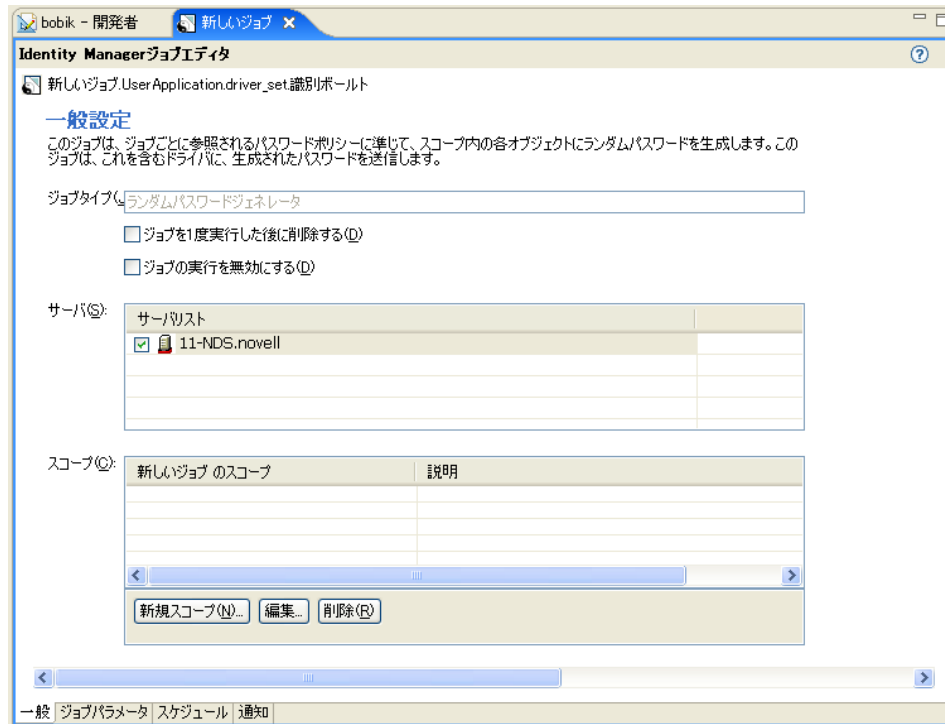 bobik - 開発者
新しいジョブ
Identity Managerジョブエディタ
新しいジョブ.UserApplication.driver_set.識別ボールト
一般設定
このジョブは、ジョブごとに参照されるパスワードポリシーに準じて、スコープ内の各オブジェクトにランダムパスワードを生成します。この
ジョブは、これを含むドライバに、生成されたパスワードを送信します。
ジョブタイプ(
ランダムパスワードジェネレータ
ジョブを1度実行した後に削除する(D)
ジョブの実行を無効にする(D)
サーバ(S):
サーバリスト
11-NDS.novell
スコープ(C):
新しいジョブ のスコープ 説明
新規スコープ(N)... 編集... 削除(R)
一般 ジョブパラメータ スケジュール 通知